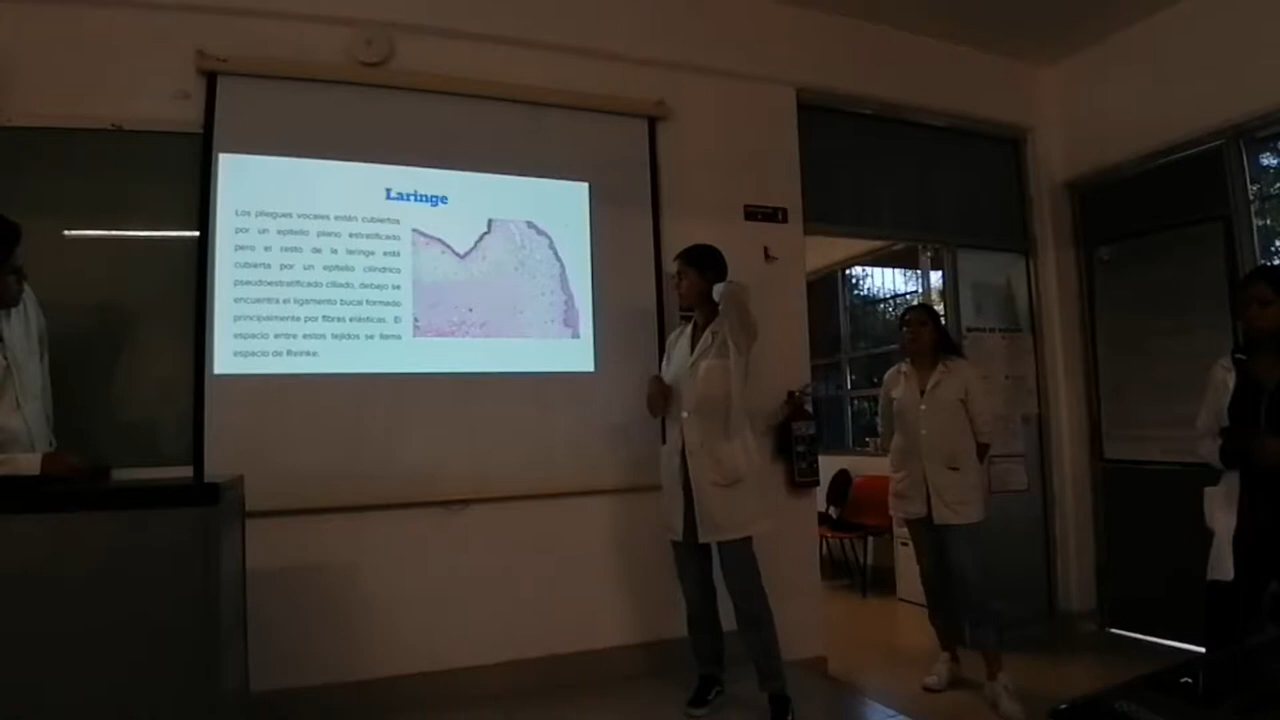 Laringe
Los pliegues vocales están cubiertos
por un epitelio plano estratificado
pero el resto de la laringe está
cubierta por un epitelio cilíndrico
pseudoestratificado ciliado, debajo se
encuentra el ligamento bucal formado
principalmente por fibras elásticas. El
espacio entre estos tejidos se llama
espacio de Reinke.